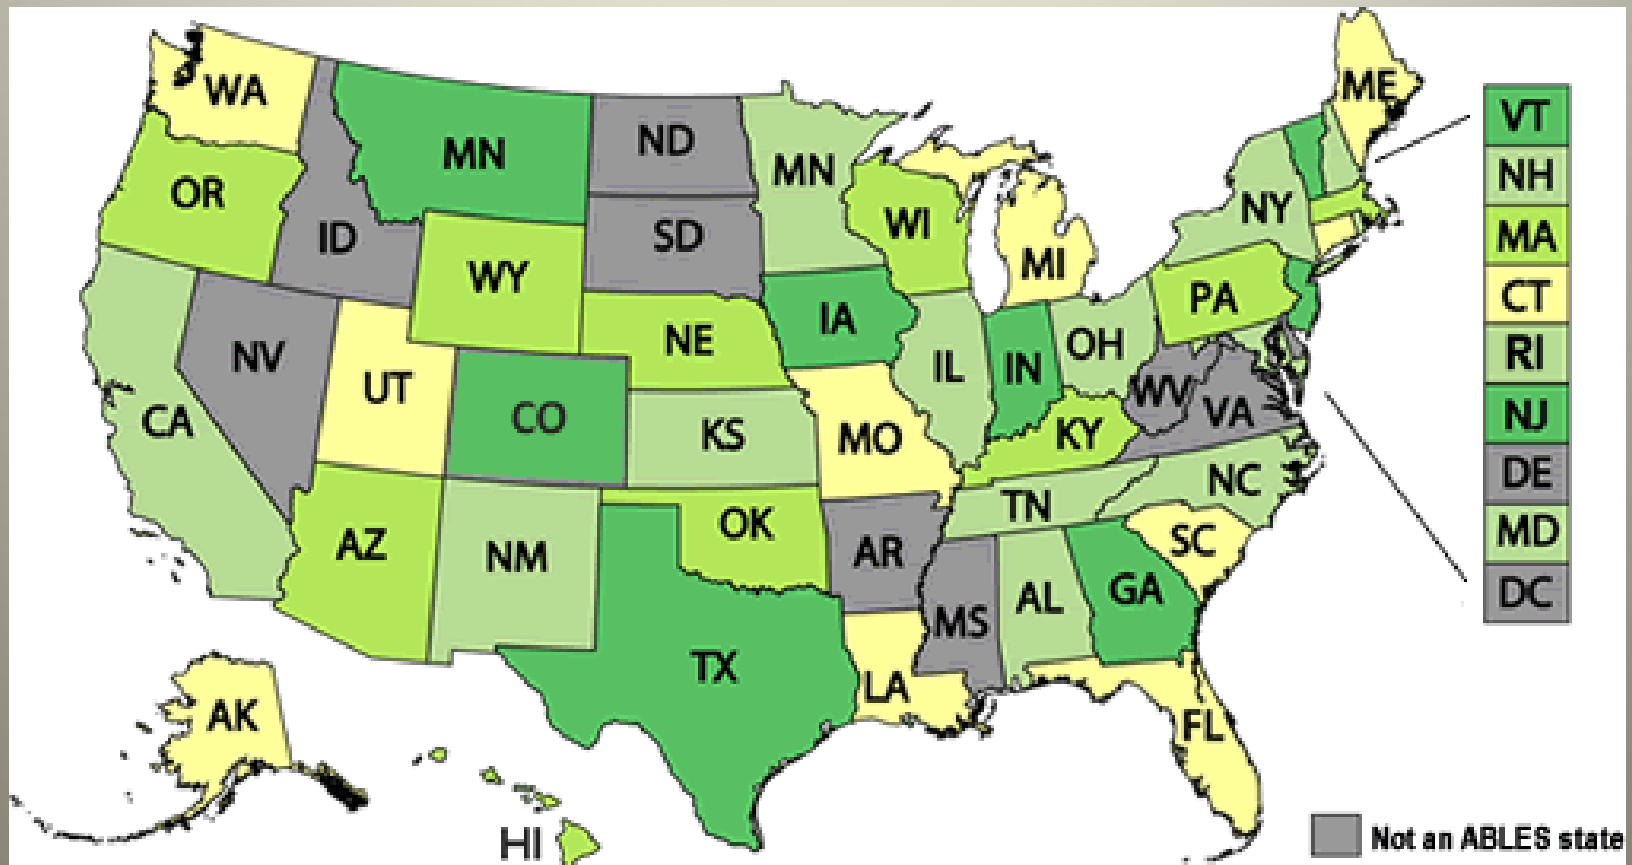 WA
MN
ND
MN
ME
VT
OR
ID
SD
WI
MI
NY
NH
MA
WY
IA
PA
CT
NV
UT
NE
IL
IN
OH
RI
CA
CO
KS
MO
KY
WV
VA
NJ
DE
AZ
NM
OK
AR
TN
NC
SC
MD
TX
MS
AL
GA
DC
AK
LA
FL
HI
Not an ABLES state